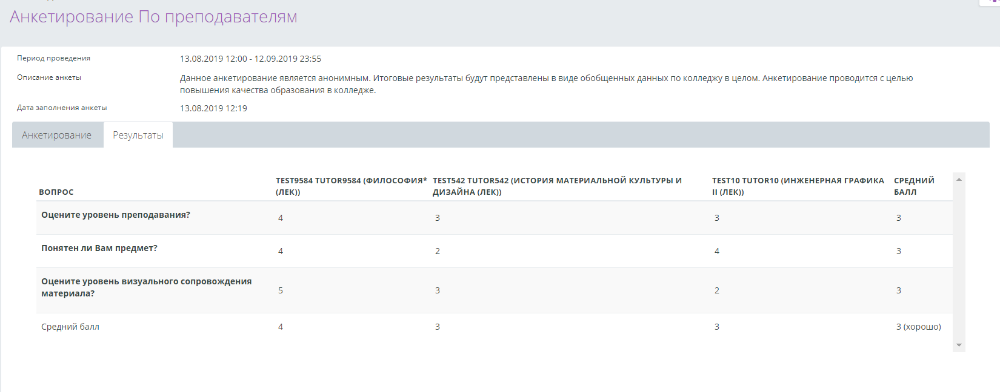 Анкетирование По преподавателям
Период проведения
13.08.2019 12:00 - 12.09.2019 23:55
Описание анкеты
Данное анкетирование является анонимным. Итоговые результаты будут представлены в виде обобщенных данных по колледжу в целом. Анкетирование проводится с целью
повышения качества образования в колледже.
Дата заполнения анкеты
13.08.2019 12:19
Анкетирование
Результаты
ВОПРОС
TEST9584 TUTOR9584 (ФИЛОСОФИЯ*
(ЛЕК))
TEST542 TUTOR542 (ИСТОРИЯ МАТЕРИАЛЬНОЙ КУЛЬТУРЫ И
ДИЗАЙНА (ЛЕК))
TEST10 TUTOR10 (ИНЖЕНЕРНАЯ ГРАФИКА
II (ЛЕК))
СРЕДНИЙ
БАЛЛ
Оцените уровень преподавания?
4
3
3
3
Понятен ли Вам предмет?
4
2
4
3
Оцените уровень визуального сопровождения
материала?
5
3
2
3
Средний балл
4
3
3
3 (хорошо)